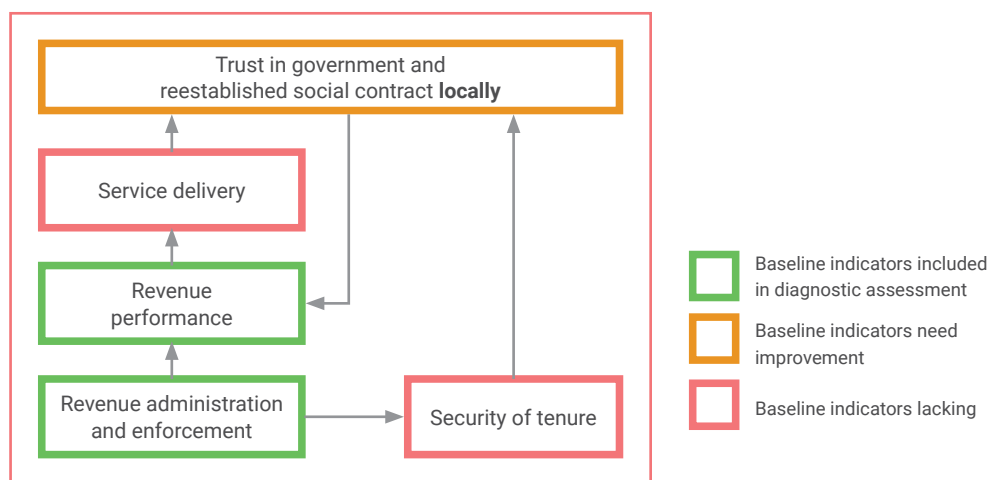 Trust in government and
reestablished social contract locally
Service delivery
Revenue
performance
Revenue administration
and enforcement
Security of tenure
Baseline indicators included
in diagnostic assessment
Baseline indicators need
improvement
Baseline indicators lacking